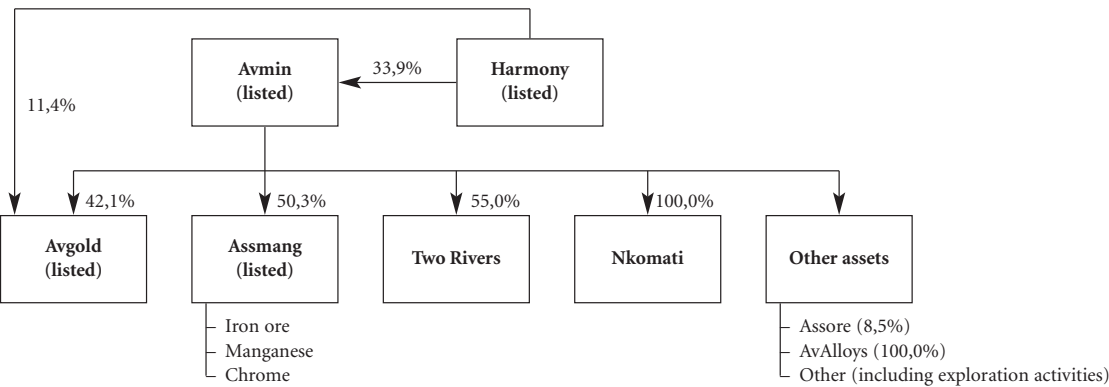 Avmin
(listed)
33,9%
Harmony
(listed)
11,4%
42,1%
50,3%
55,0%
100,0%
Avgold
(listed)
Assmang
(listed)
Two Rivers
Nkomati
Other assets
Iron ore
Manganese
Chrome
Assore (8,5%)
AvAlloys (100,0%)
Other (including exploration activities)